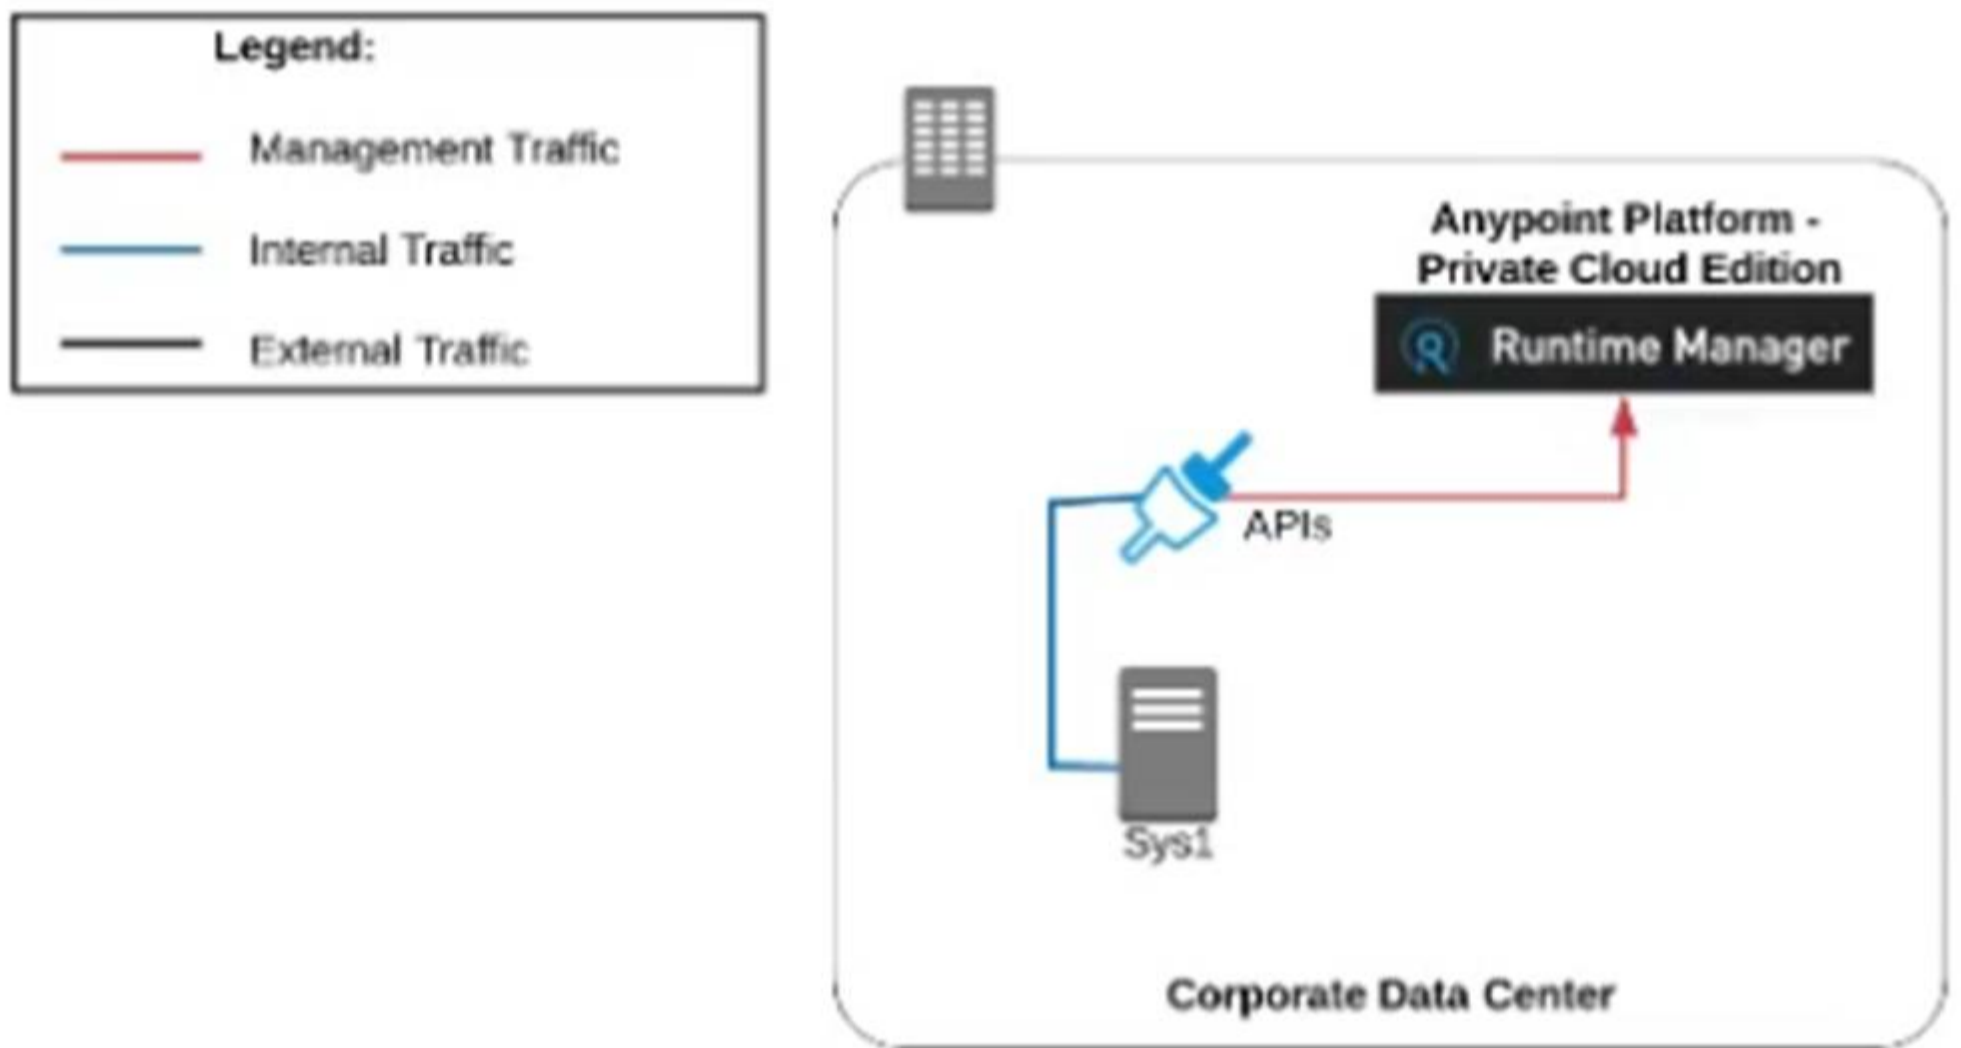 Legend:
Management Traffic
Internal Traffic
External Traffic
Anypoint Platform -
Private Cloud Edition
Runtime Manager
APIs
Sys1
Corporate Data Center